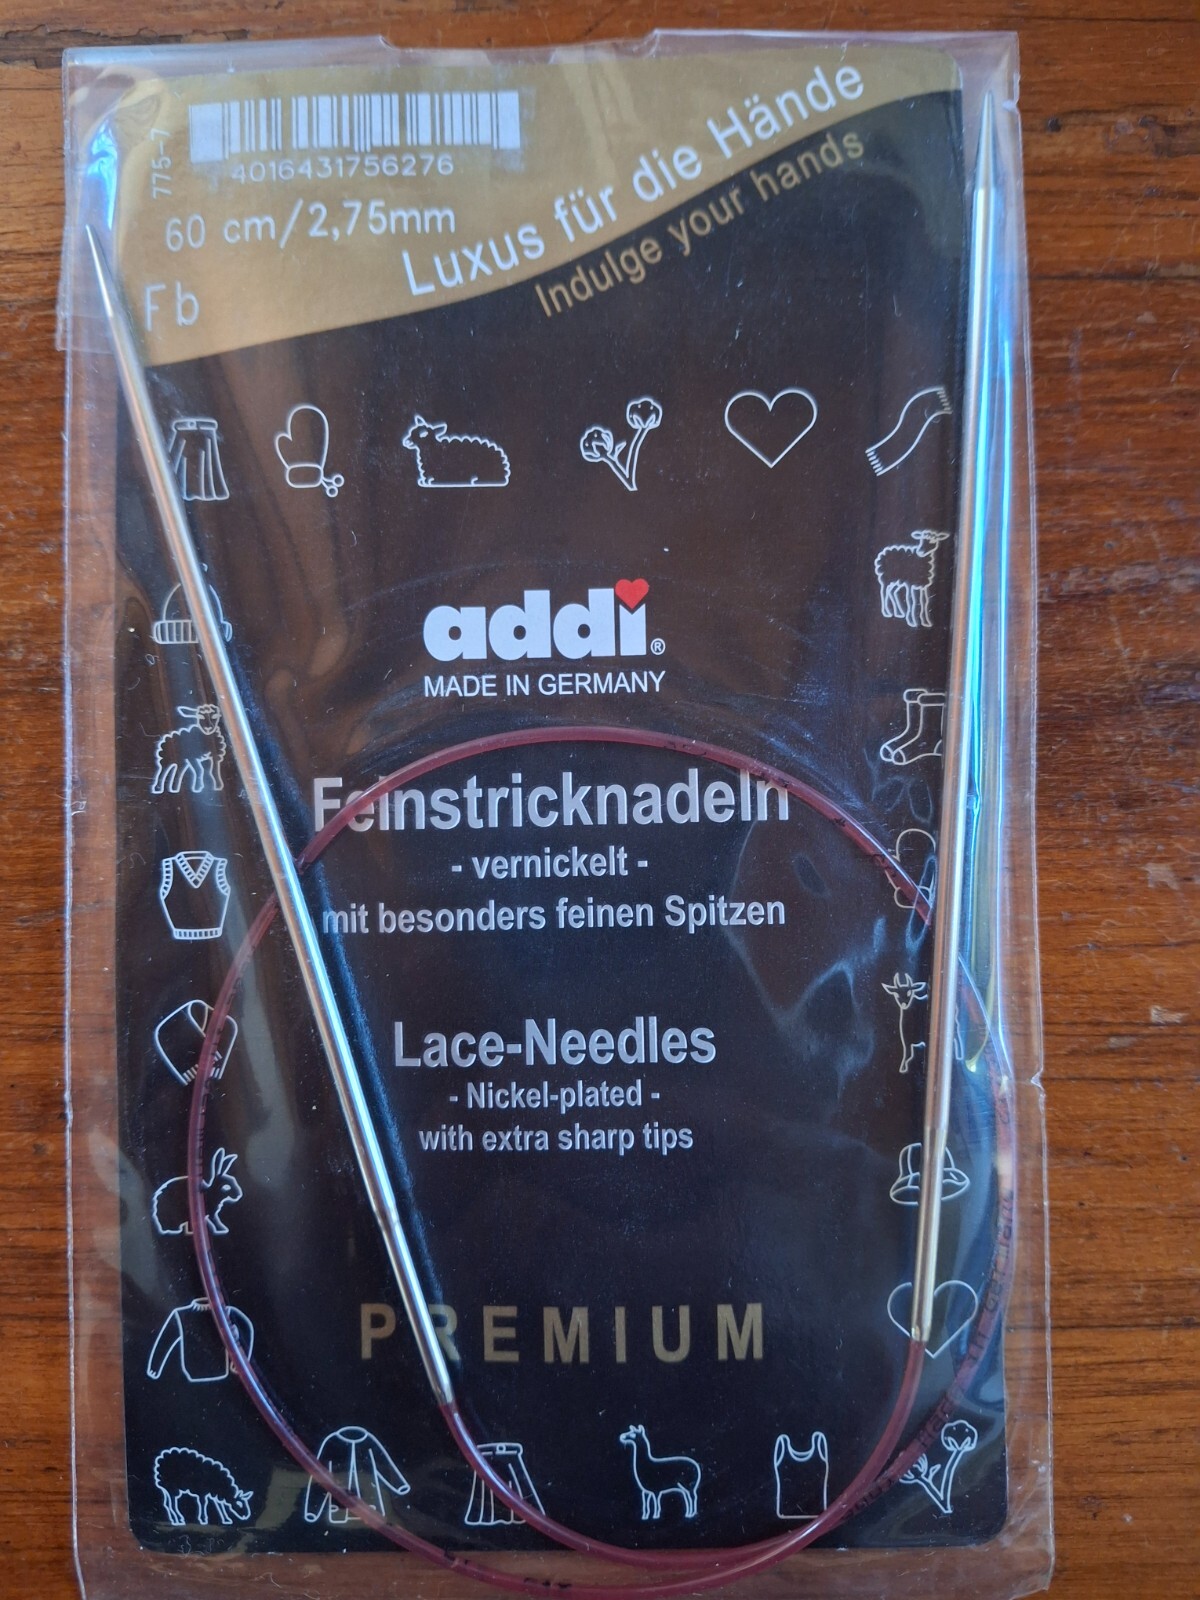 775-7
4016431756276
60 cm/2,75mm
Fb
Luxus für die Hände
Indulge your hands
addi®
MADE IN GERMANY
Feinstricknadeln
- vernickelt -
mit besonders feinen Spitzen
Lace-Needles
- Nickel-plated -
with extra sharp tips
PREMIUM